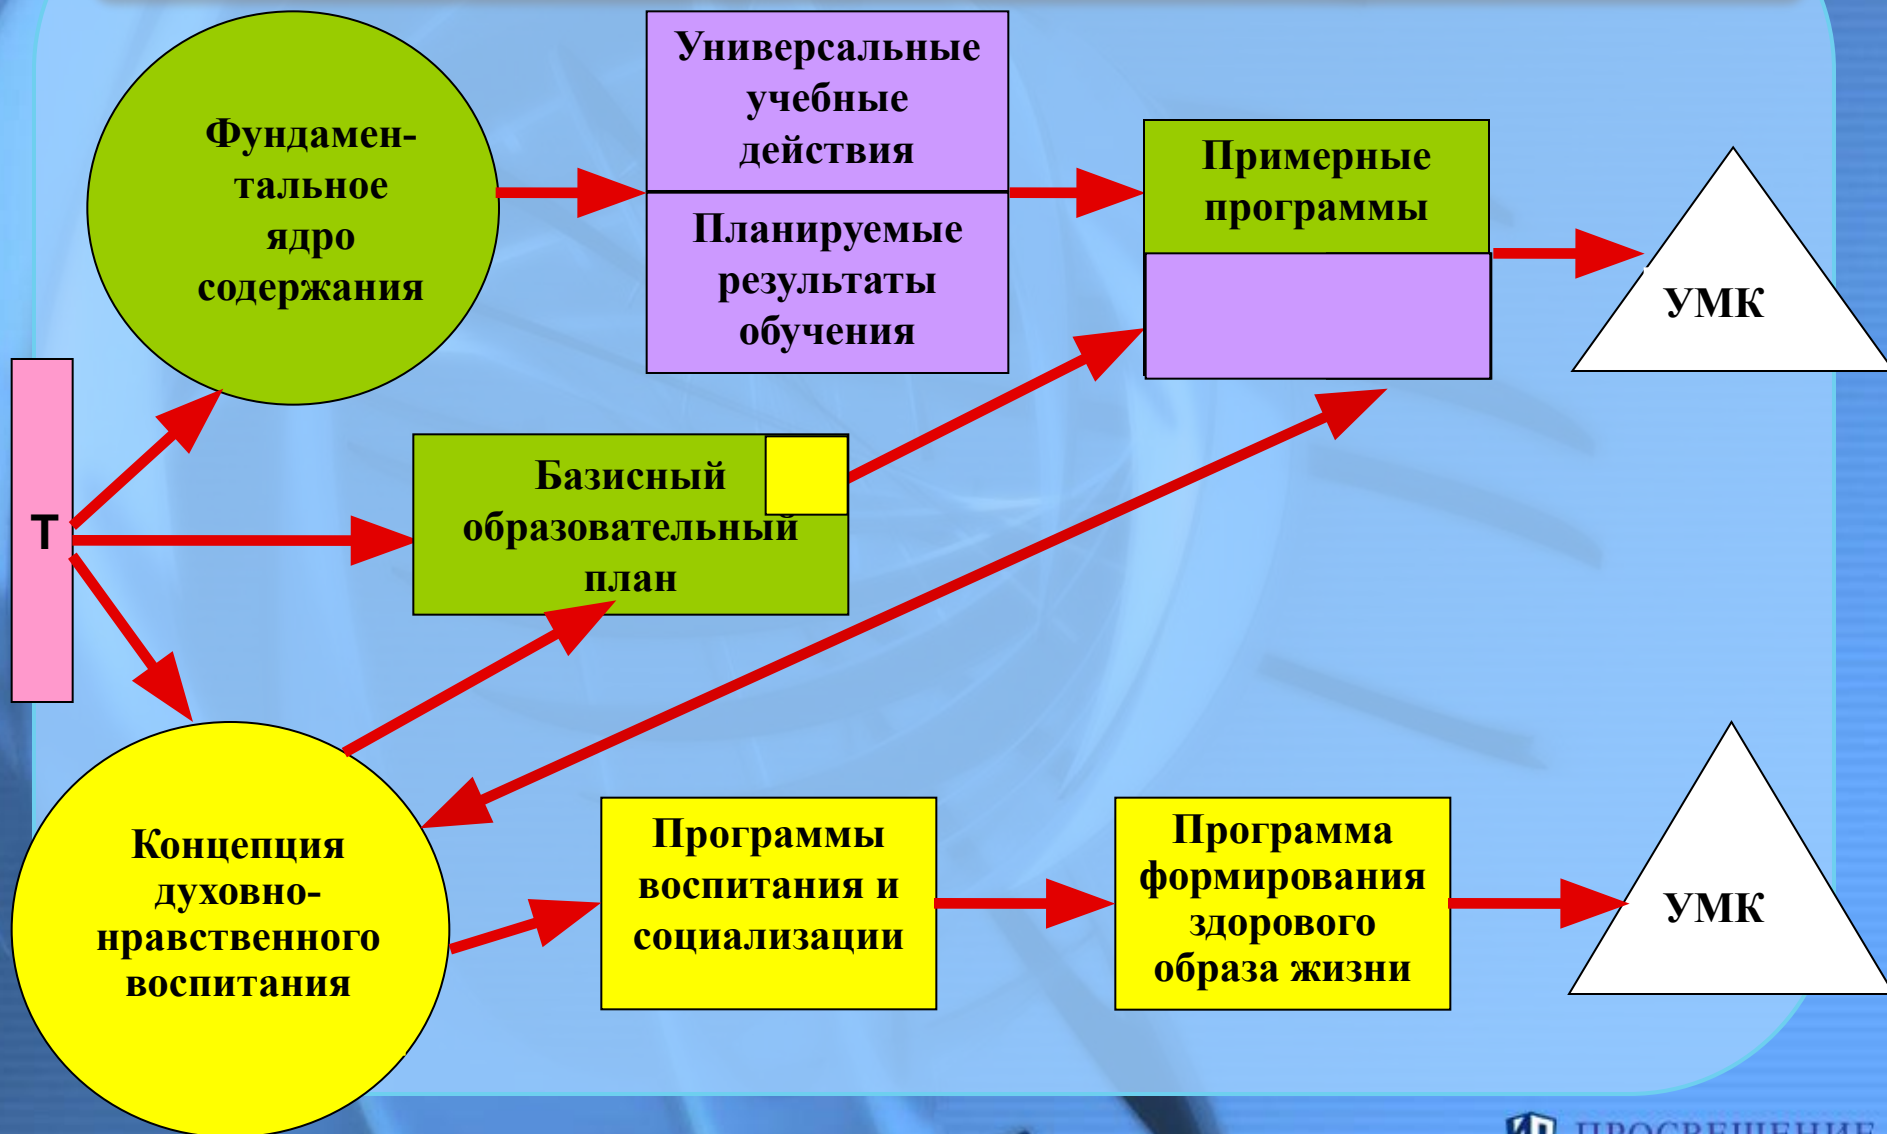 Фундамен-
тальное
ядро
содержания
Универсальные
учебные
действия
Планируемые
результаты
обучения
Примерные
программы
УМК
Т
Базисный
образовательный
план
Концепция
духовно-
нравственного
воспитания
Программы
воспитания и
социализации
Программа
формирования
здорового
образа жизни
УМК
ПРОСВЕЩЕНИЕ